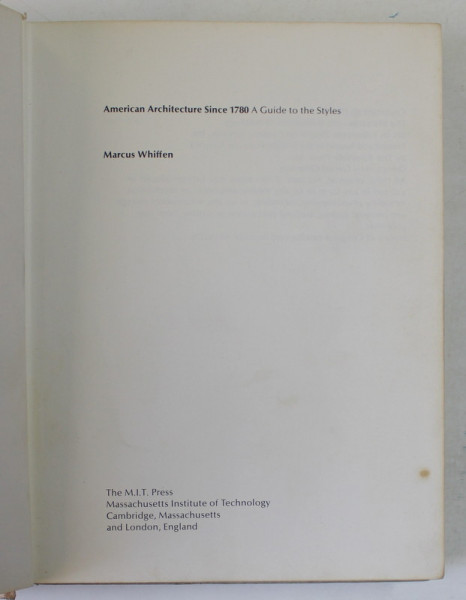 American Architecture Since 1780 A Guide to the Styles
Marcus Whiffen
The M.I.T. Press
Massachusetts Institute of Technology
Cambridge, Massachusetts
and London, England